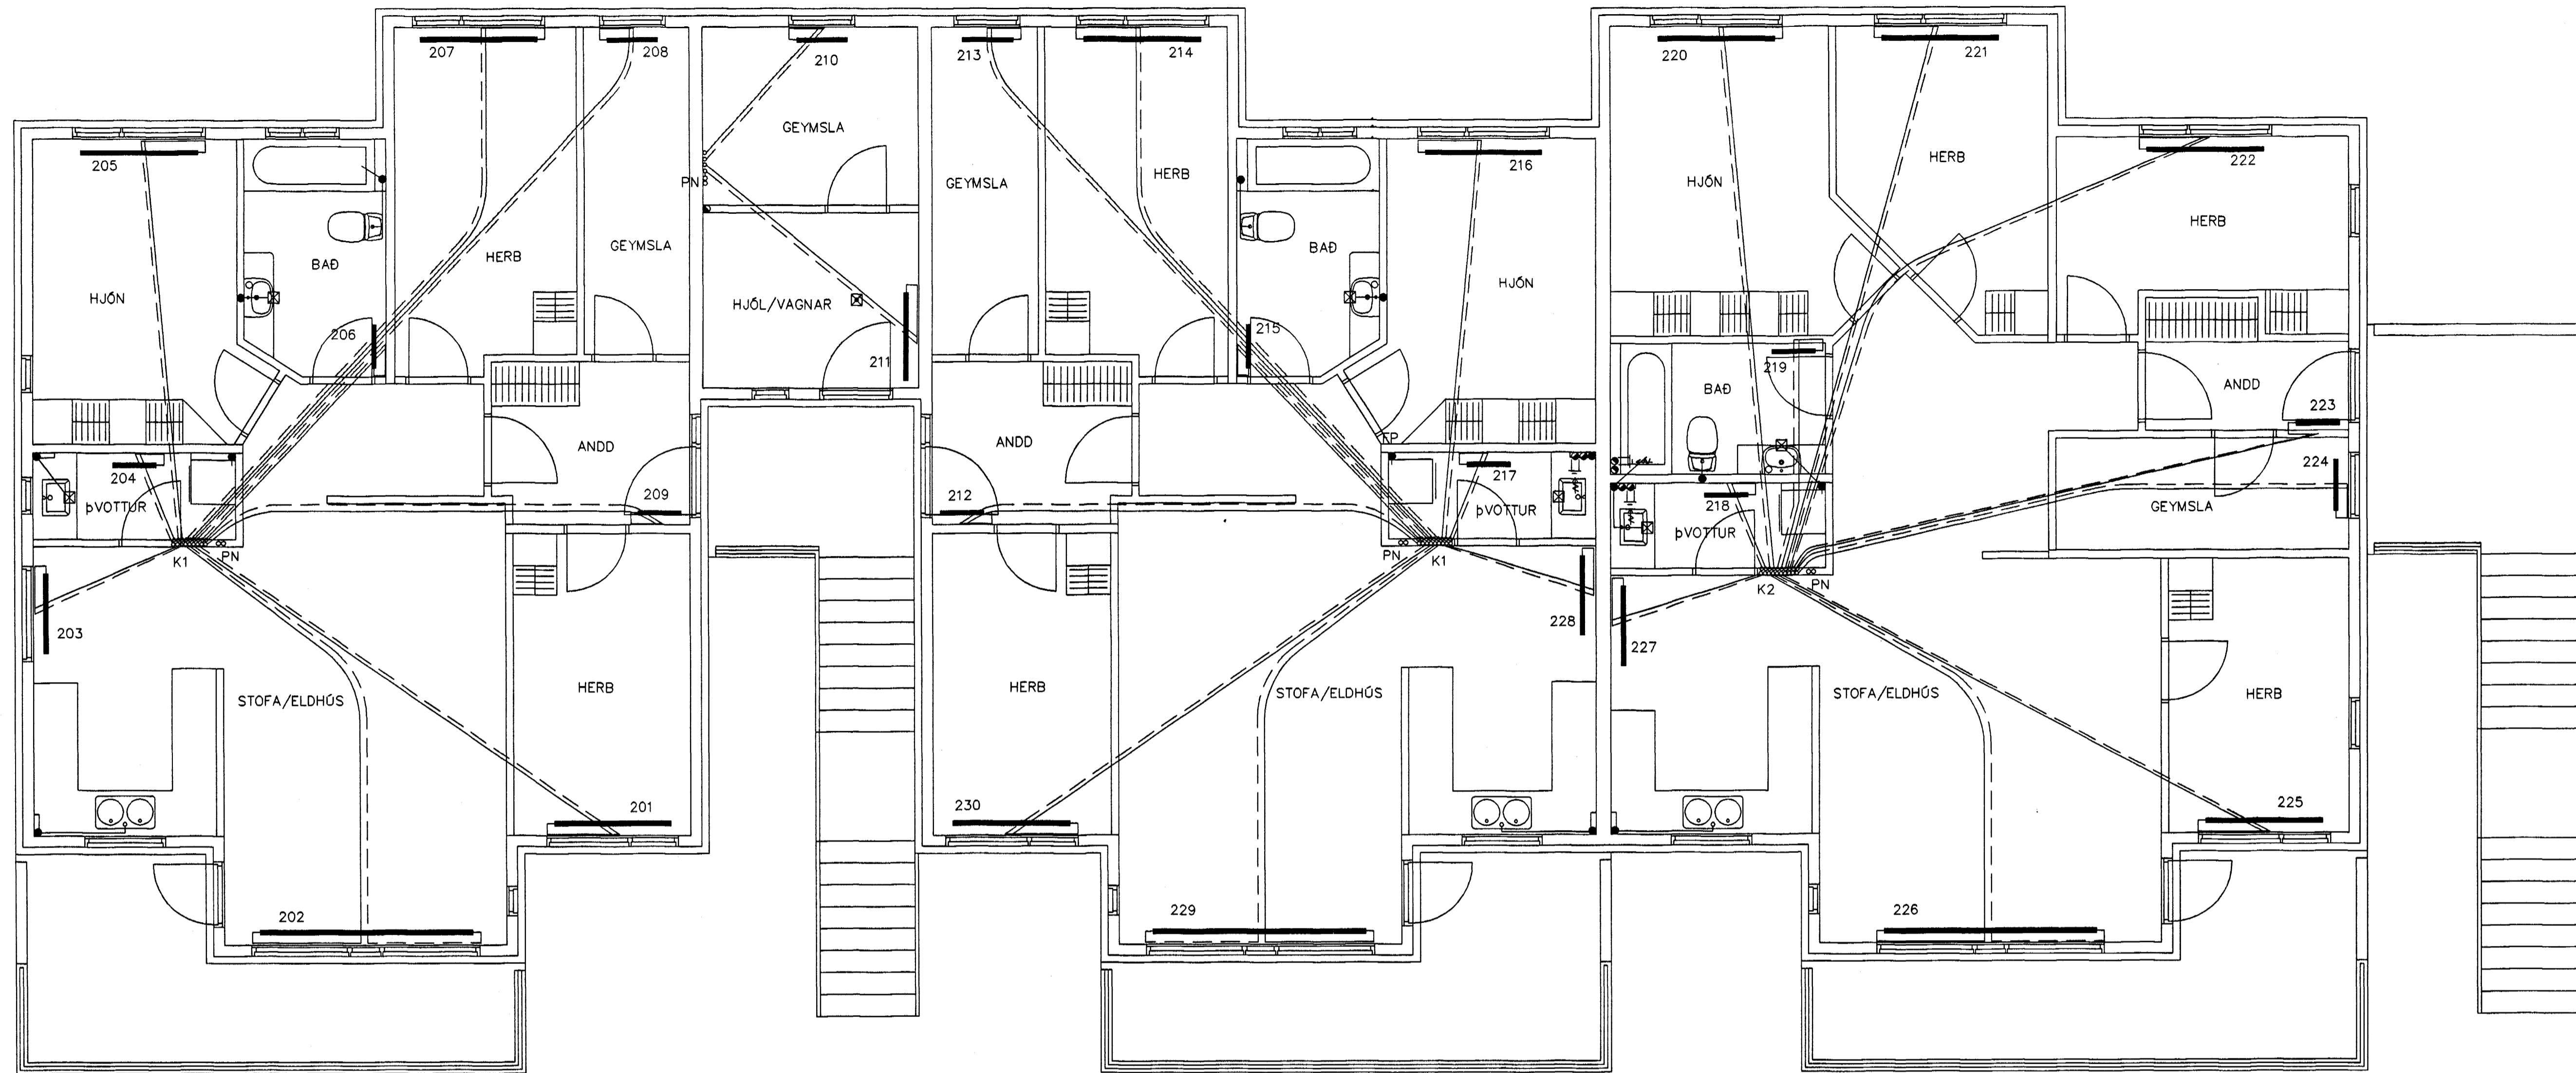 207
208
210
213
214
220
221
205
GEYMSLA
HERB
216
222
PN
GEYMSLA
HERB
HJÓN
HERB
BAÐ
HERB
GEYMSLA
BAÐ
HJÓN
HJÓN
HJÓL/VAGNAR
206
215
211
219
BAÐ
ANDD
223
ANDD
ANDD
FP
204
217
224
ÞVOTTUR
209
212
ÞVOTTUR
218
ÞVOTTUR
GEYMSLA
K1
PN
PN
K1
K2
PN
203
228
227
STOFA/ELDHÚS
HERB
HERB
STOFA/ELDHÚS
STOFA/ELDHÚS
HERB
201
230
225
202
229
226